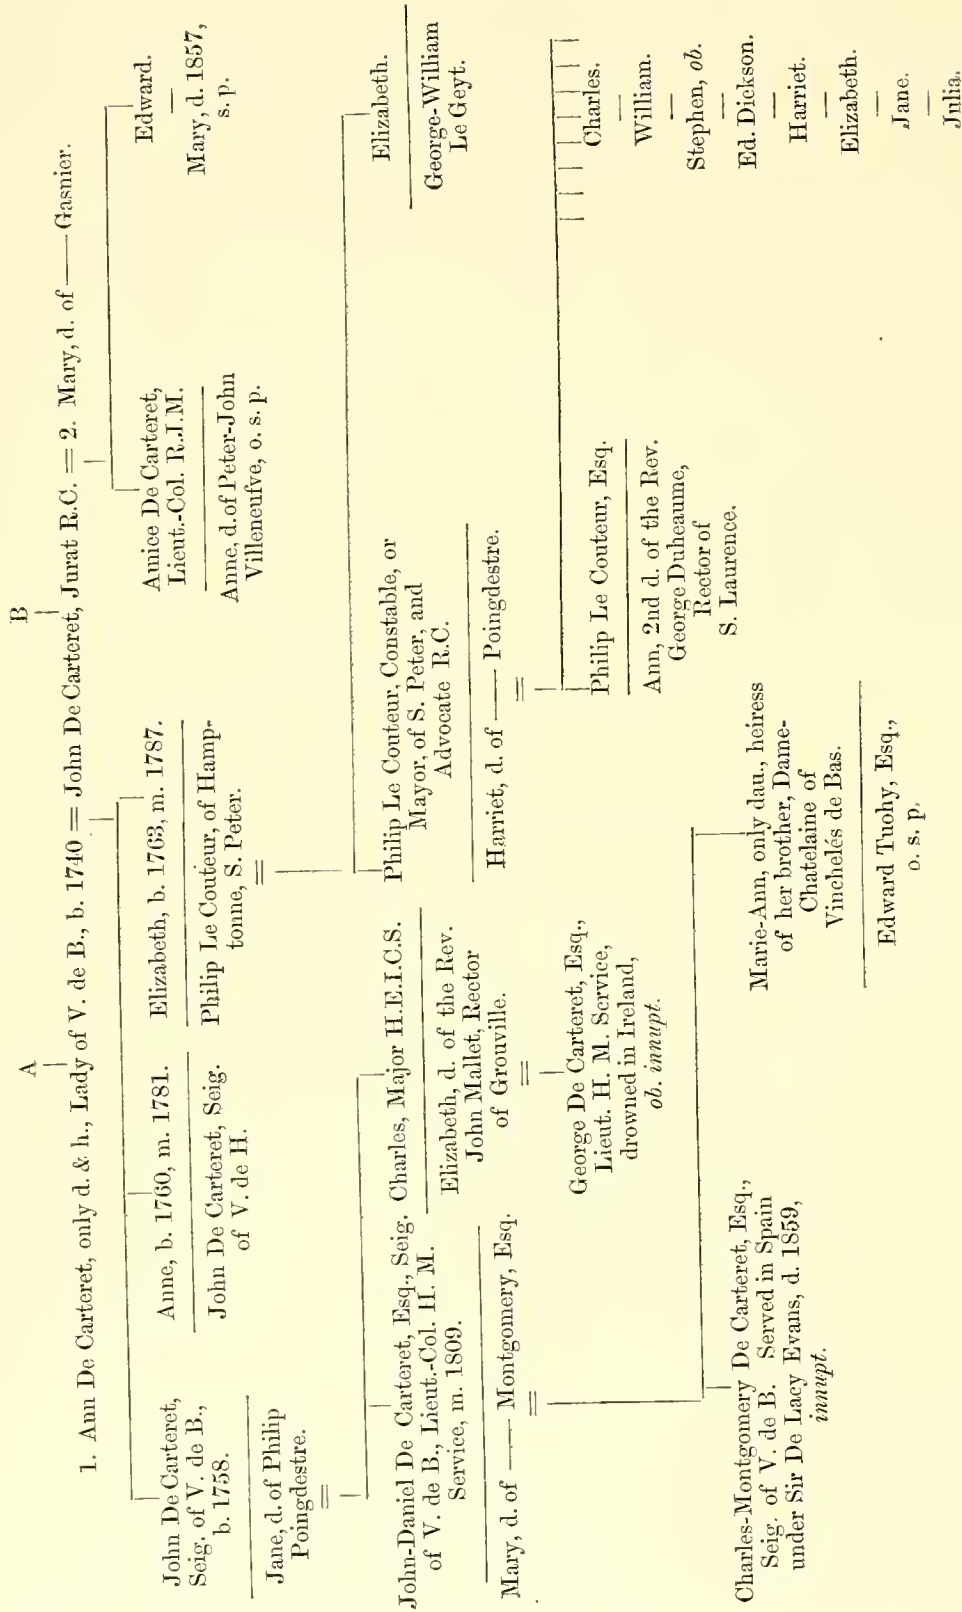 A
B
1. Ann De Carteret, only d. & h., Lady of V. de B., b. 1740 = John De Carteret, Jurat R.C. = 2. Mary, d. of —— Gasnier.
John De Carteret,
Seig. of V. de B.,
b. 1758.
Jane, d. of Philip
Poingdestre.
Anne, b. 1760, m. 1781.
John De Carteret, Seig.
of V. de H.
Elizabeth, b. 1763, m. 1787.
Philip Le Couteur, of Hamp-
tonne, S. Peter.
Amice De Carteret,
Lieut.-Col. R.J.M.
Anne, d. of Peter-John
Villeneufve, o. s. p.
Edward.
Mary, d. 1857,
s. p.
John-Daniel De Carteret, Esq., Seig.
of V. de B., Lieut.-Col. H. M.
Service, m. 1809.
Mary, d. of —— Montgomery, Esq.
Charles, Major H.E.I.C.S.
Elizabeth, d. of the Rev.
John Mallet, Rector
of Grouville.
Philip Le Couteur, Constable, or
Mayor, of S. Peter, and
Advocate R.C.
Harriet, d. of —— Poingdestre.
Elizabeth.
George-William
Le Geyt.
George De Carteret, Esq.,
Lieut. H. M. Service,
drowned in Ireland,
ob. innupt.
Philip Le Couteur, Esq.
Ann, 2nd d. of the Rev.
George Duheaume,
Rector of
S. Laurence.
Charles.
William.
Stephen, ob.
Ed. Dickson.
Harriet.
Elizabeth.
Jane.
Julia.
Charles-Montgomery De Carteret, Esq.,
Seig. of V. de B. Served in Spain
under Sir De Lacy Evans, d. 1859,
innupt.
Marie-Ann, only dau., heiress
of her brother, Dame-
Chatelaine of
Vinchelés de Bas.
Edward Tuohy, Esq.,
o. s. p.